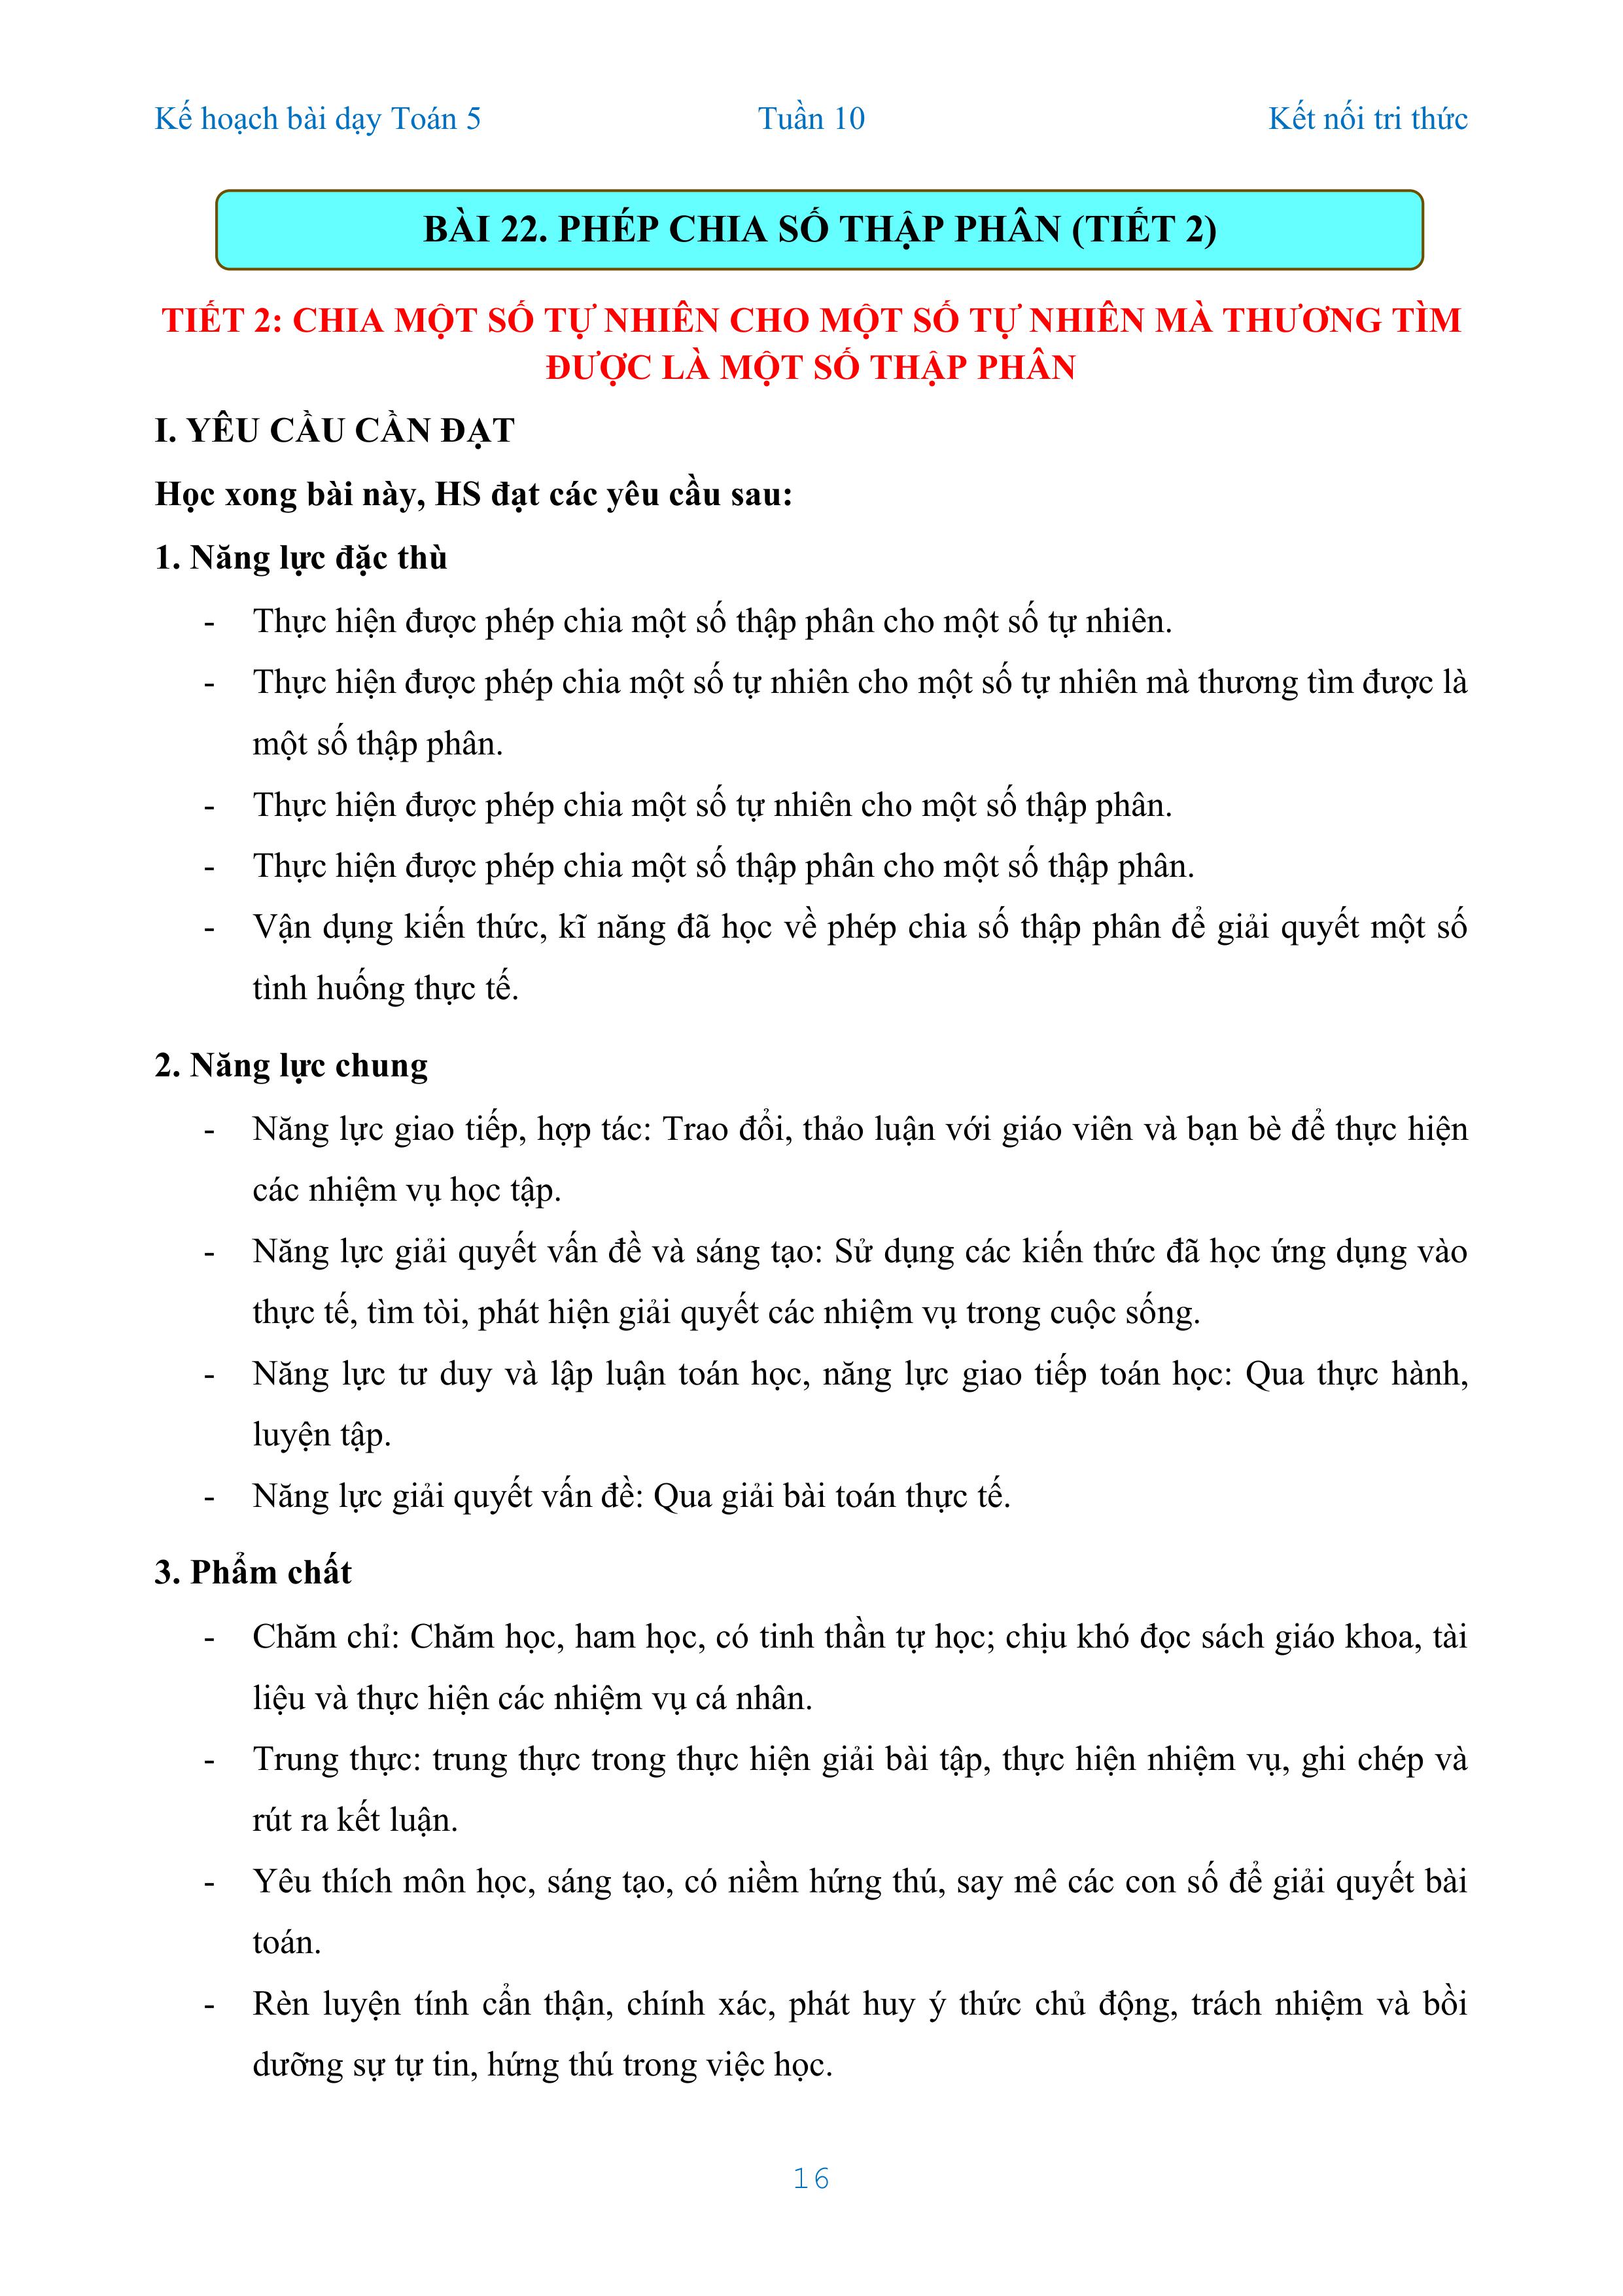 Kế hoạch bài dạy Toán 5 Tuần 10 Kết nối tri thức
BÀI 22. PHÉP CHIA SỐ THẬP PHÂN (TIẾT 2)
TIẾT 2: CHIA MỘT SỐ TỰ NHIÊN CHO MỘT SỐ TỰ NHIÊN MÀ THƯƠNG TÌM
ĐƯỢC LÀ MỘT SỐ THẬP PHÂN
I. YÊU CẦU CẦN ĐẠT
Học xong bài này, HS đạt các yêu cầu sau:
1. Năng lực đặc thù
- Thực hiện được phép chia một số thập phân cho một số tự nhiên.
- Thực hiện được phép chia một số tự nhiên cho một số tự nhiên mà thương tìm được là
một số thập phân.
- Thực hiện được phép chia một số tự nhiên cho một số thập phân.
- Thực hiện được phép chia một số thập phân cho một số thập phân.
- Vận dụng kiến thức, kĩ năng đã học về phép chia số thập phân để giải quyết một số
tình huống thực tế.
2. Năng lực chung
- Năng lực giao tiếp, hợp tác: Trao đổi, thảo luận với giáo viên và bạn bè để thực hiện
các nhiệm vụ học tập.
- Năng lực giải quyết vấn đề và sáng tạo: Sử dụng các kiến thức đã học ứng dụng vào
thực tế, tìm tòi, phát hiện giải quyết các nhiệm vụ trong cuộc sống.
- Năng lực tư duy và lập luận toán học, năng lực giao tiếp toán học: Qua thực hành,
luyện tập.
- Năng lực giải quyết vấn đề: Qua giải bài toán thực tế.
3. Phẩm chất
- Chăm chỉ: Chăm học, ham học, có tinh thần tự học; chịu khó đọc sách giáo khoa, tài
liệu và thực hiện các nhiệm vụ cá nhân.
- Trung thực: trung thực trong thực hiện giải bài tập, thực hiện nhiệm vụ, ghi chép và
rút ra kết luận.
- Yêu thích môn học, sáng tạo, có niềm hứng thú, say mê các con số để giải quyết bài
toán.
- Rèn luyện tính cẩn thận, chính xác, phát huy ý thức chủ động, trách nhiệm và bồi
dưỡng sự tự tin, hứng thú trong việc học.
16